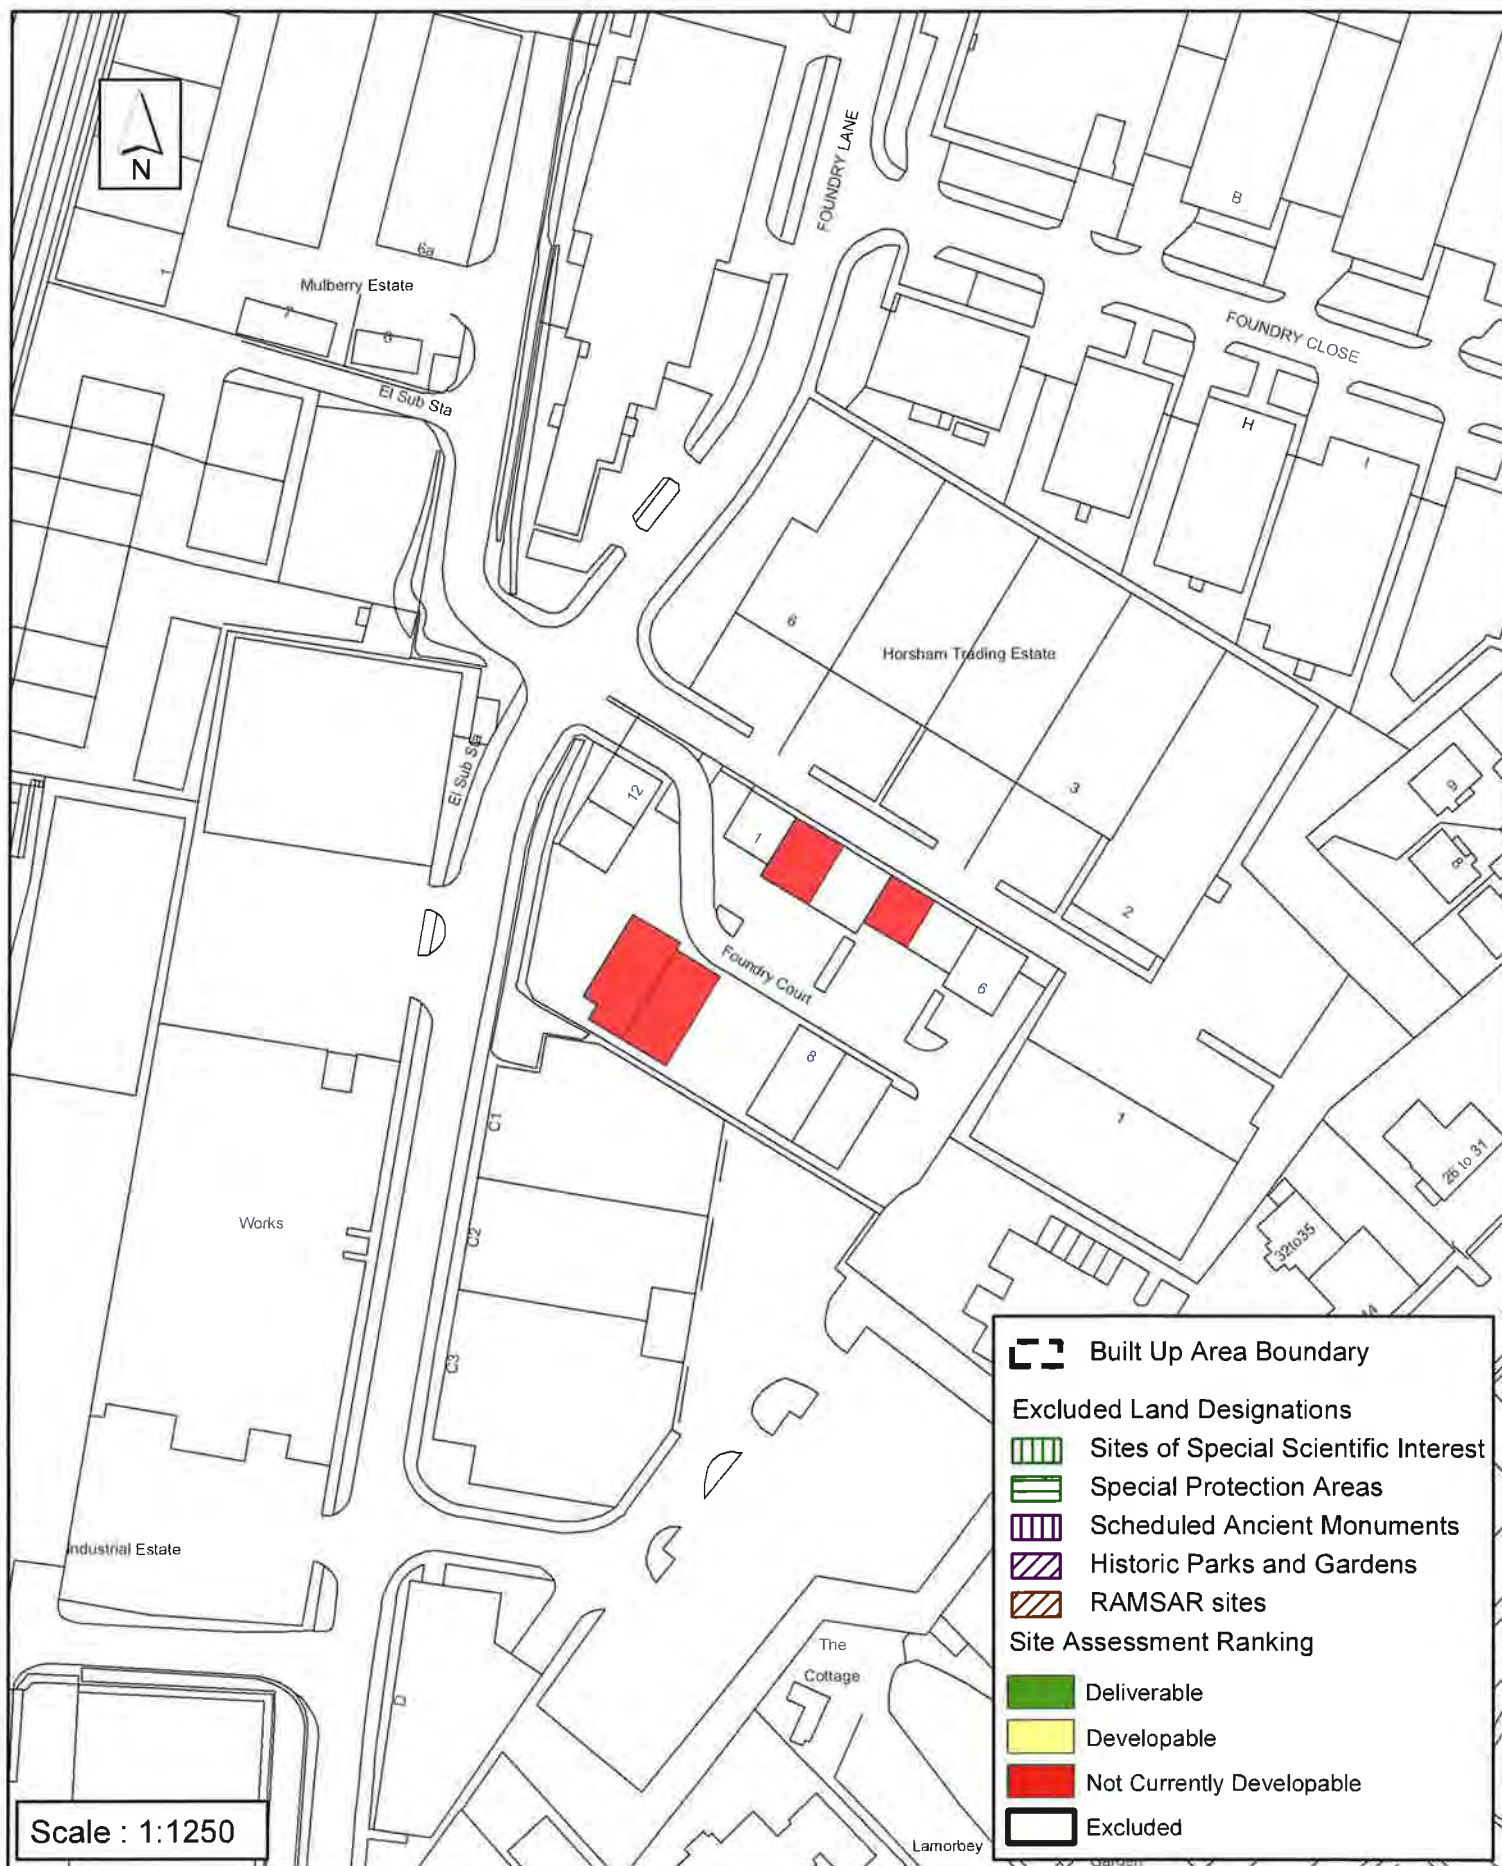 N
FOUNDRY LANE
B
6a
1
Mulberry Estate
7
8
FOUNDRY CLOSE
El Sub Sta
H
I
6
Horsham Trading Estate
El Sub Sta
12
3
9
8
1
2
Foundry Court
6
8
C1
1
26 to 31
Works
C2
32to35
C3
Industrial Estate
D
The
Cottage
Lamorbey
Scale : 1:1250
Built Up Area Boundary
Excluded Land Designations
Sites of Special Scientific Interest
Special Protection Areas
Scheduled Ancient Monuments
Historic Parks and Gardens
RAMSAR sites
Site Assessment Ranking
Deliverable
Developable
Not Currently Developable
Excluded